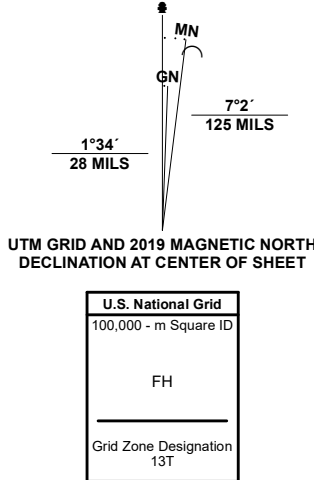 MN
GN
7°2´
125 MILS
1°34´
28 MILS
UTM GRID AND 2019 MAGNETIC NORTH
DECLINATION AT CENTER OF SHEET
U.S. National Grid
100,000 - m Square ID
FH
Grid Zone Designation
13T